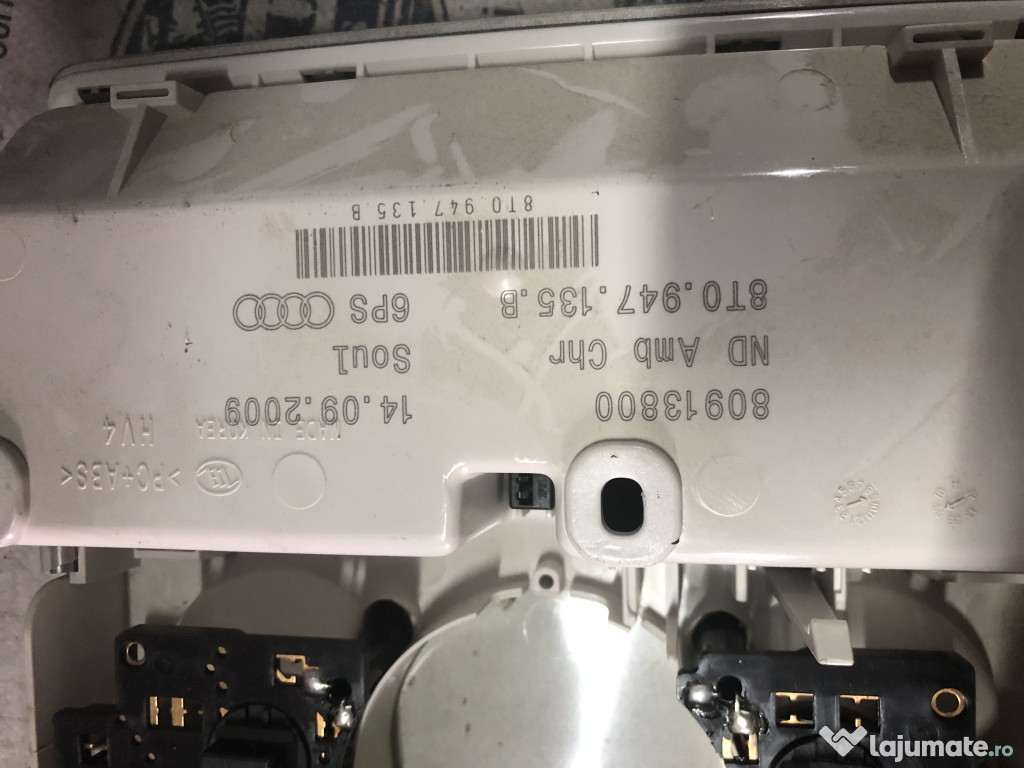 80913800 14.09.2009
ND Amb Chr Soul
8T0.947.135.B 6PS
8T0.947.135.B
MADE IN KOREA
HV4
>PC+ABS<
lajumate.ro